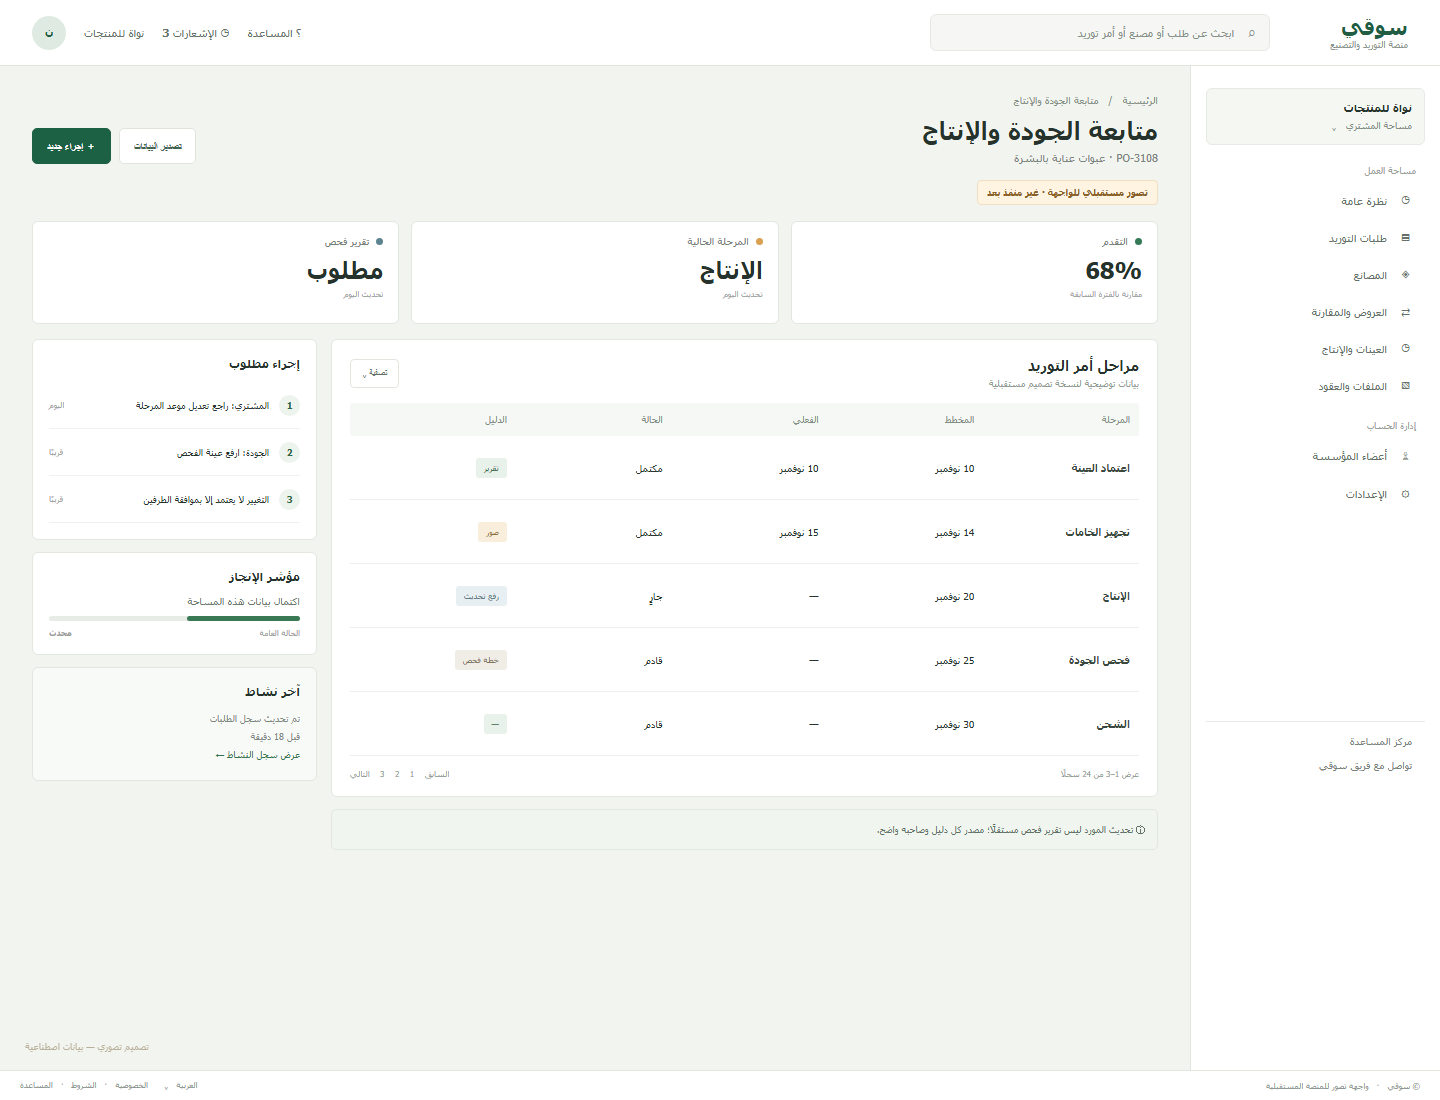 سوقي
منصة التوريد والتصنيع
ابحث عن طلب أو مصنع أو أمر توريد
؟ المساعدة
الإشعارات 3
نواة للمنتجات
ن
نواة للمنتجات
مساحة المشتري
مساحة العمل
نظرة عامة
طلبات التوريد
المصانع
العروض والمقارنة
العينات والإنتاج
الملفات والعقود
إدارة الحساب
أعضاء المؤسسة
الإعدادات
مركز المساعدة
تواصل مع فريق سوقي
الرئيسية / متابعة الجودة والإنتاج
متابعة الجودة والإنتاج
PO-3108 · عبوات عناية بالبشرة
تصور مستقبلي للواجهة · غير منفذ بعد
تصدير البيانات
+ إجراء جديد
التقدم
68%
مقارنة بالفترة السابقة
المرحلة الحالية
الإنتاج
تحديث اليوم
تقرير فحص
مطلوب
تحديث اليوم
مراحل أمر التوريد
بيانات توضيحية لنسخة تصميم مستقبلية
تصفية
المرحلة المخطط الفعلي الحالة الدليل
اعتماد العينة 10 نوفمبر 10 نوفمبر مكتمل تقرير
تجهيز الخامات 14 نوفمبر 15 نوفمبر مكتمل صور
الإنتاج 20 نوفمبر — جارٍ رفع تحديث
فحص الجودة 25 نوفمبر — قادم خطة فحص
الشحن 30 نوفمبر — قادم —
عرض 1–3 من 24 سجلًا
السابق 1 2 3 التالي
تحديث المورد ليس تقرير فحص مستقلًا؛ مصدر كل دليل وصاحبه واضح.
إجراء مطلوب
1 المشتري: راجع تعديل موعد المرحلة اليوم
2 الجودة: ارفع عينة الفحص قريبًا
3 التغيير لا يعتمد إلا بموافقة الطرفين قريبًا
مؤشر الإنجاز
اكتمال بيانات هذه المساحة
الحالة العامة محدث
آخر نشاط
تم تحديث سجل الطلبات
قبل 18 دقيقة
عرض سجل النشاط ←
تصميم تصوري — بيانات اصطناعية
© سوقي · واجهة تصور للمنصة المستقبلية
العربية الخصوصية · الشروط · المساعدة